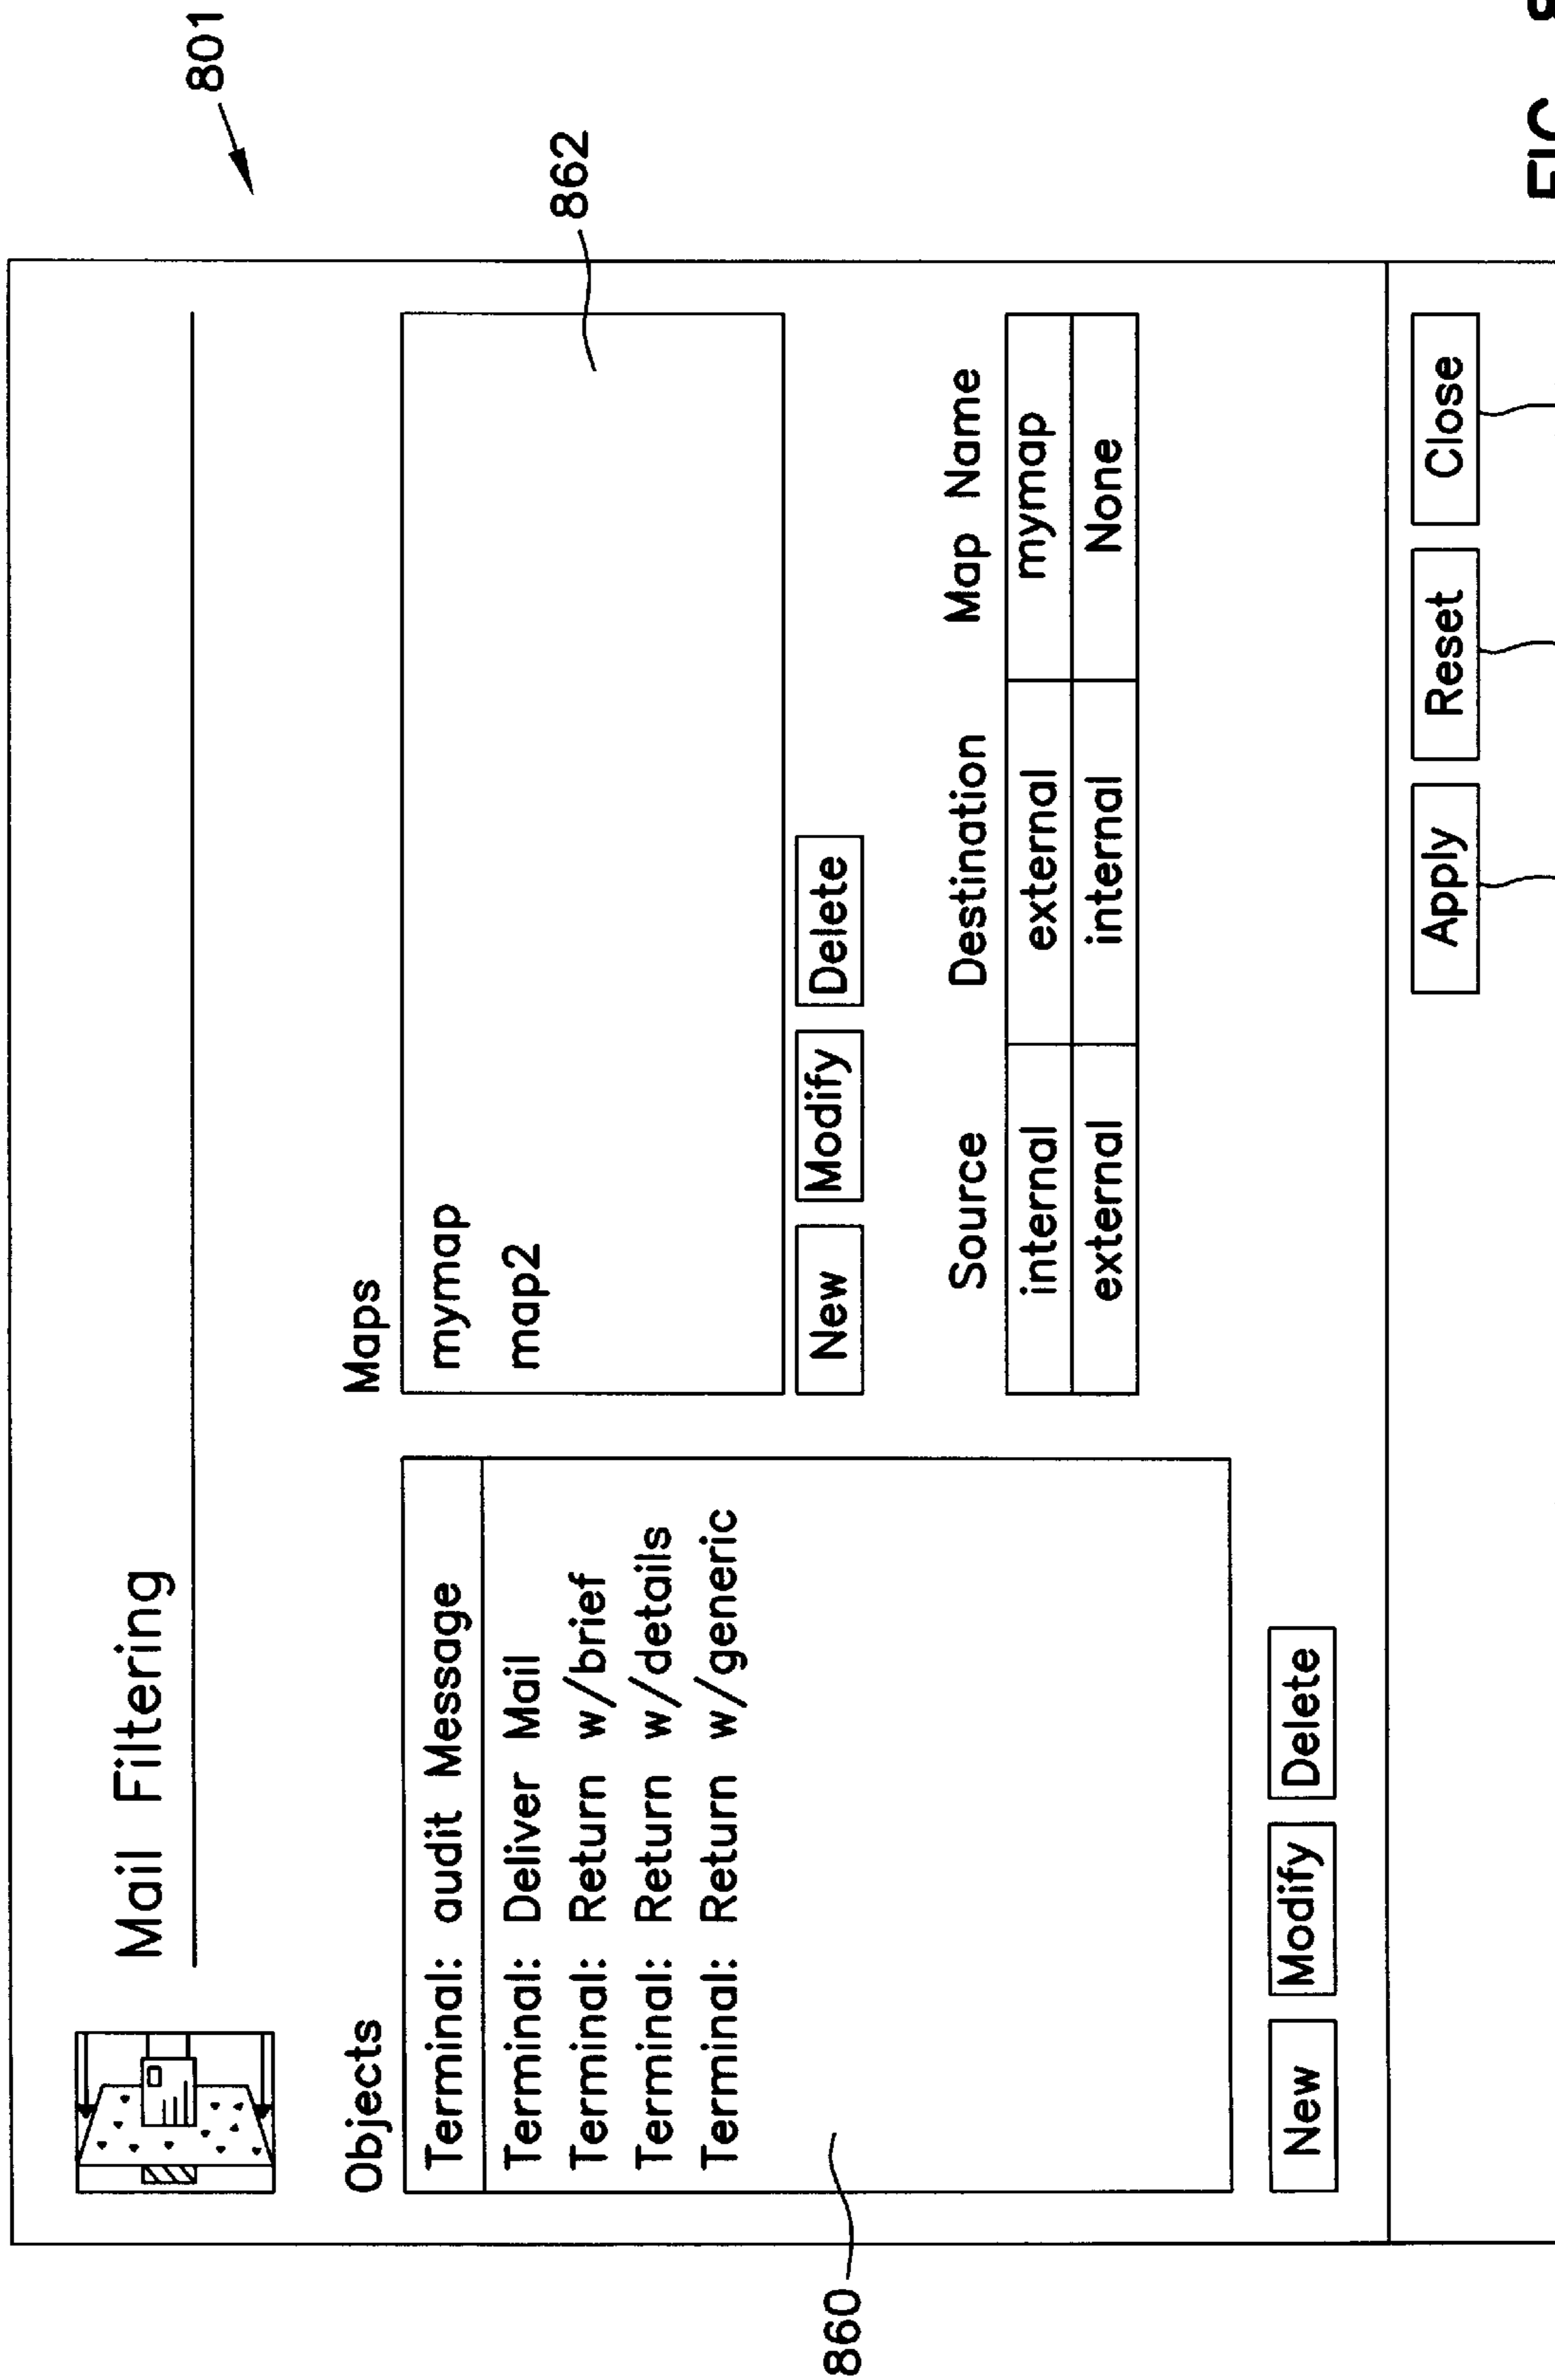 801
Mail Filtering
Objects
Terminal: audit Message
Terminal: Deliver Mail
Terminal: Return w/brief
Terminal: Return w/details
Terminal: Return w/generic
860
New Modify Delete
Maps
mymap
map2
862
New Modify Delete
Source Destination Map Name
internal external mymap
external internal None
Apply Reset Close